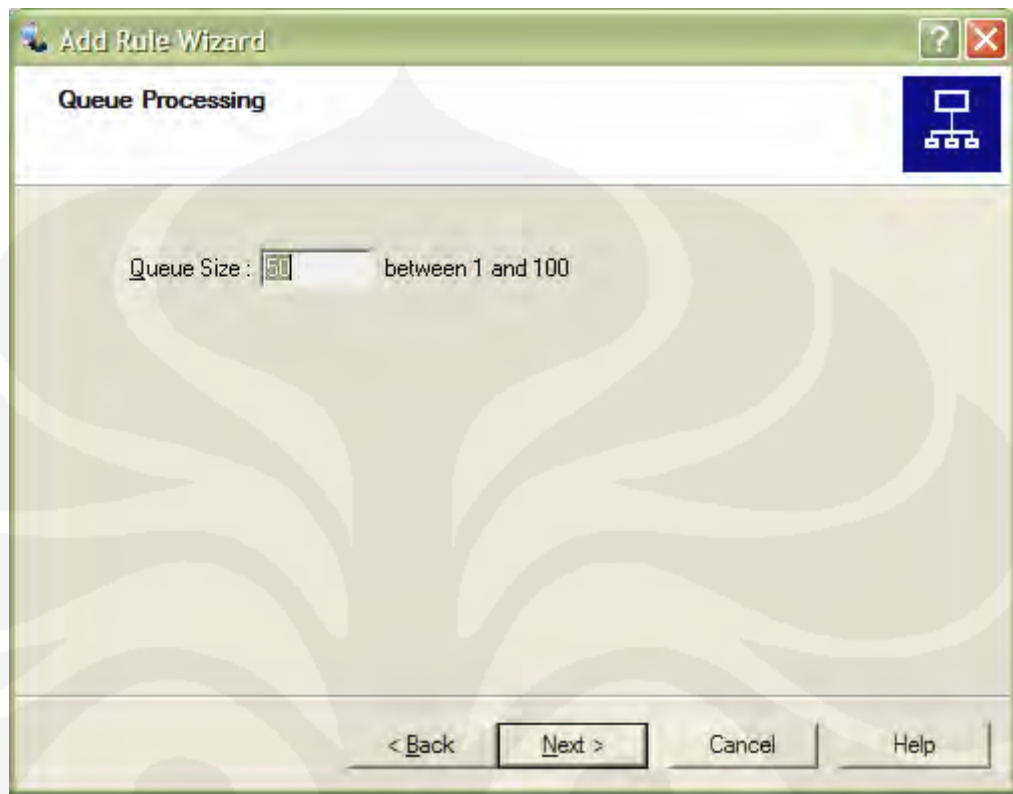 Add Rule Wizard
Queue Processing
Queue Size : 50 between 1 and 100
< Back Next > Cancel Help